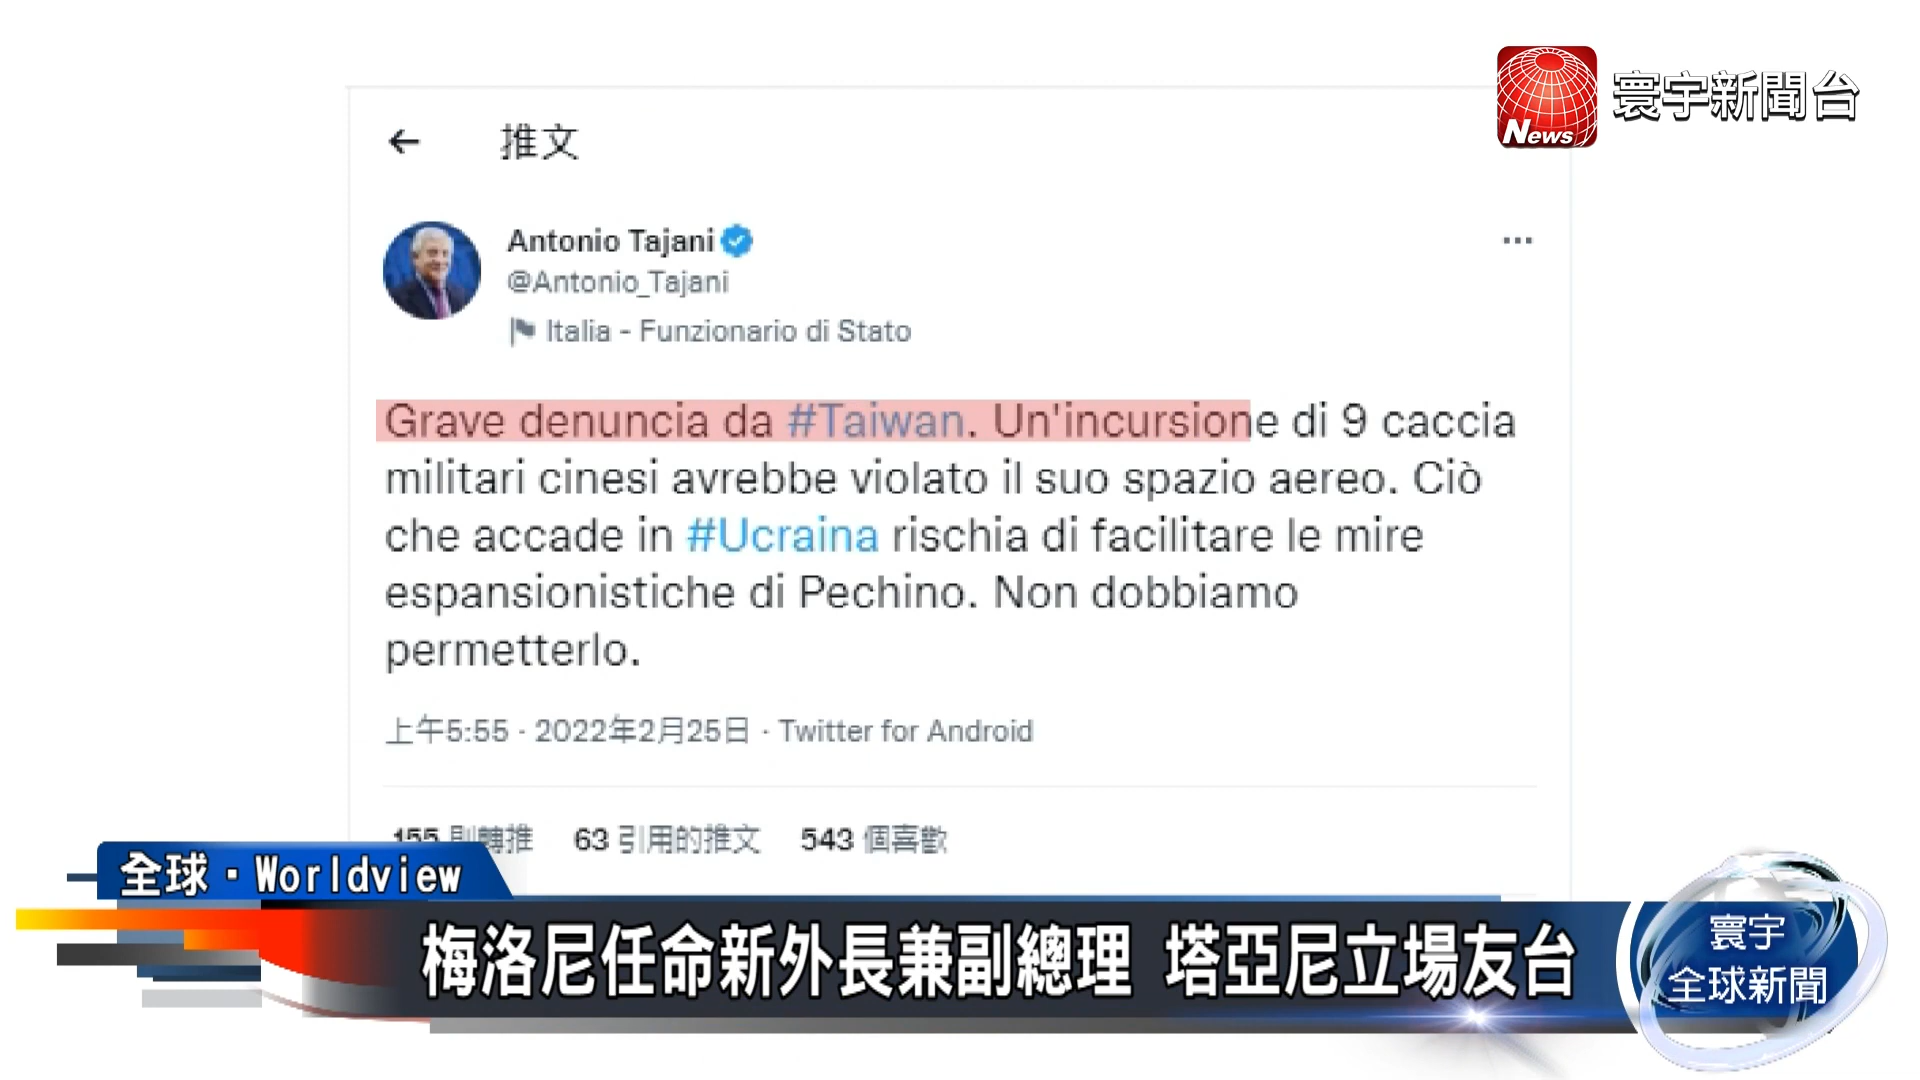 News
寰宇新聞台
推文
Antonio Tajani
@Antonio_Tajani
Italia - Funzionario di Stato
Grave denuncia da #Taiwan. Un'incursione di 9 caccia
militari cinesi avrebbe violato il suo spazio aereo. Ciò
che accade in #Ucraina rischia di facilitare le mire
espansionistiche di Pechino. Non dobbiamo
permetterlo.
上午5:55 · 2022年2月25日 · Twitter for Android
155 則轉推 63 引用的推文 543 個喜歡
全球·Worldview
梅洛尼任命新外長兼副總理 塔亞尼立場友台
寰宇
全球新聞